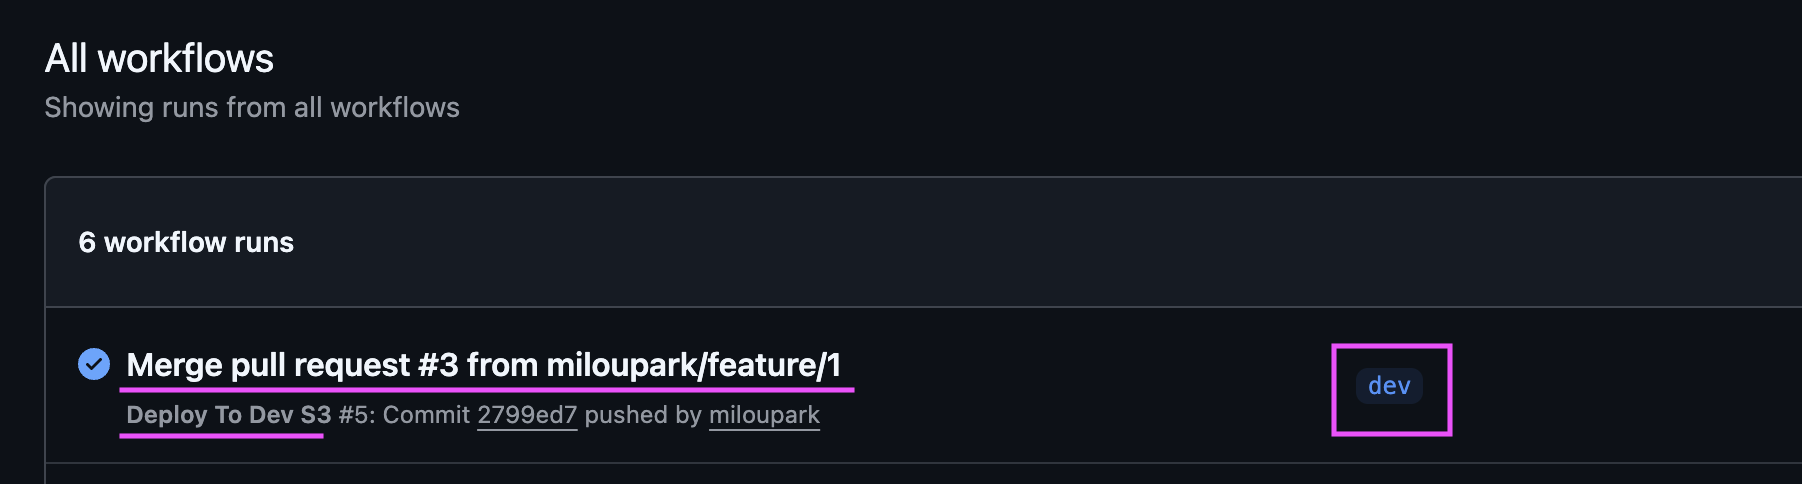 All workflows
Showing runs from all workflows
6 workflow runs
Merge pull request #3 from miloupark/feature/1
Deploy To Dev S3 #5: Commit 2799ed7 pushed by miloupark
dev